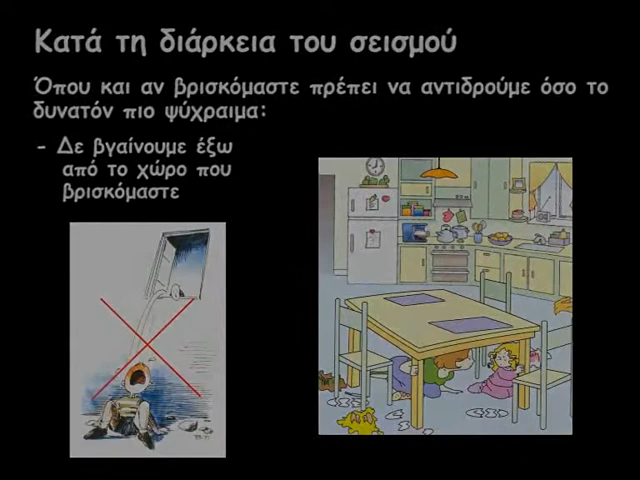 Κατά τη διάρκεια του σεισμού
Όπου και αν βρισκόμαστε πρέπει να αντιδρούμε όσο το
δυνατόν πιο ψύχραιμα:
- Δε βγαίνουμε έξω
από το χώρο που
βρισκόμαστε